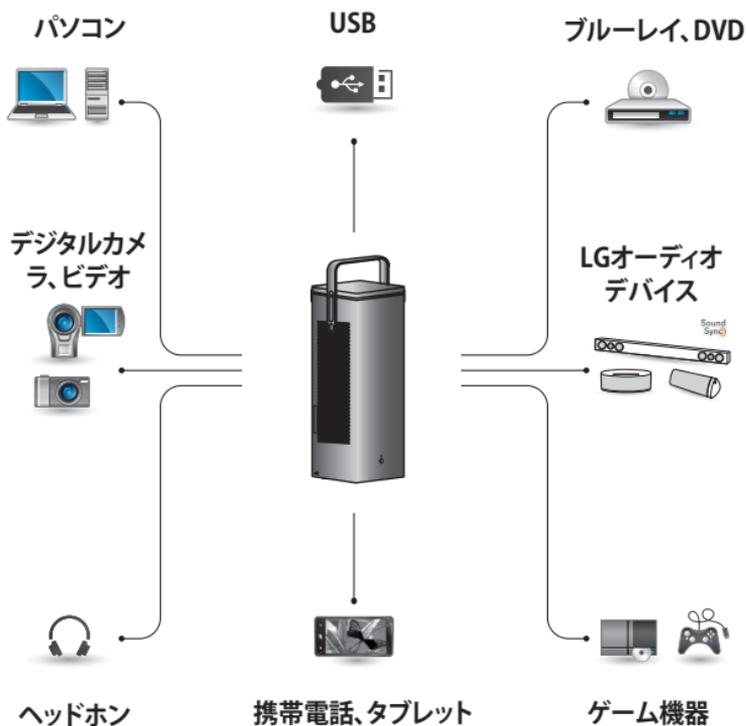 パソコン
USB
ブルーレイ、DVD
デジタルカメ
ラ、ビデオ
LGオーディオ
デバイス
Sound
Sync
ヘッドホン
携帯電話、タブレット
ゲーム機器